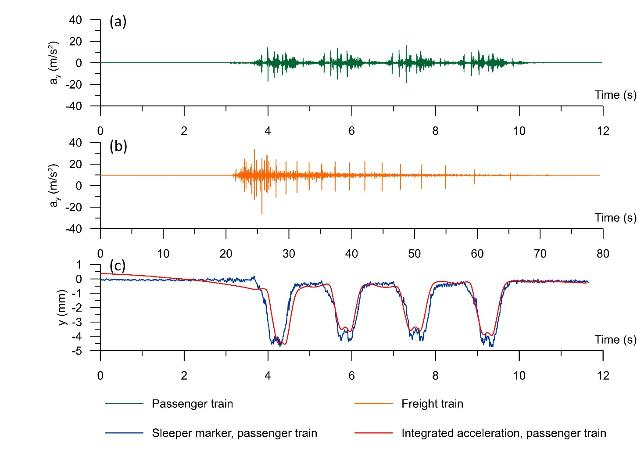 (a)
40
20
0
-20
-40
a_y (m/s²)
Time (s)
0 2 4 6 8 10 12
(b)
40
20
0
-20
-40
a_y (m/s²)
Time (s)
0 10 20 30 40 50 60 70 80
(c)
1
0
-1
-2
-3
-4
-5
y (mm)
Time (s)
0 2 4 6 8 10 12
Passenger train Freight train
Sleeper marker, passenger train Integrated acceleration, passenger train